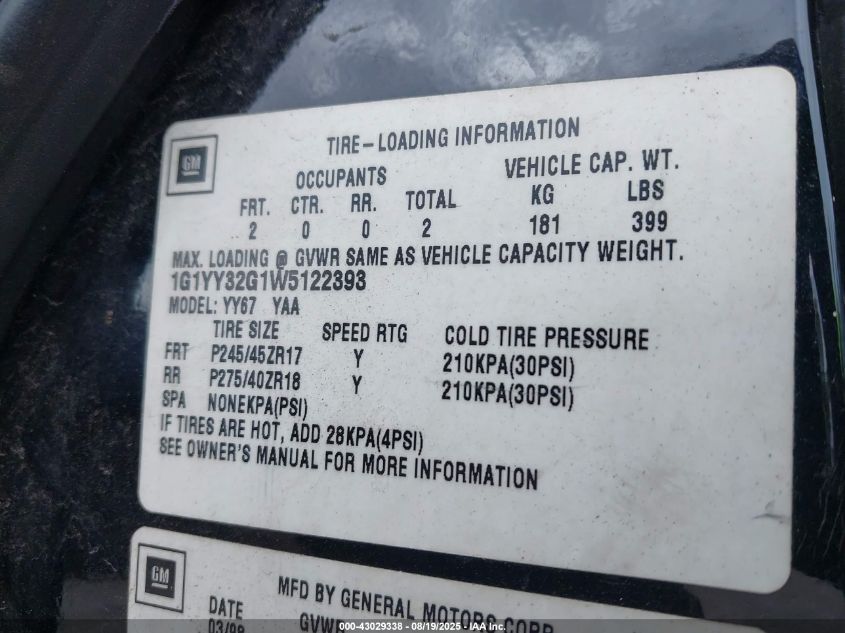 GM
TIRE-LOADING INFORMATION
OCCUPANTS VEHICLE CAP. WT.
FRT. CTR. RR. TOTAL KG LBS
2 0 0 2 181 399
MAX. LOADING @ GVWR SAME AS VEHICLE CAPACITY WEIGHT.
1G1YY32G1W5122393
MODEL: YY67 YAA
TIRE SIZE SPEED RTG COLD TIRE PRESSURE
FRT P245/45ZR17 Y 210KPA(30PSI)
RR P275/40ZR18 Y 210KPA(30PSI)
SPA NONEKPA(PSI)
IF TIRES ARE HOT, ADD 28KPA(4PSI)
SEE OWNER'S MANUAL FOR MORE INFORMATION
GM
MFD BY GENERAL MOTORS CORP
DATE GVWR
03/98
000-43029338 - 08/19/2025 - IAA Inc.